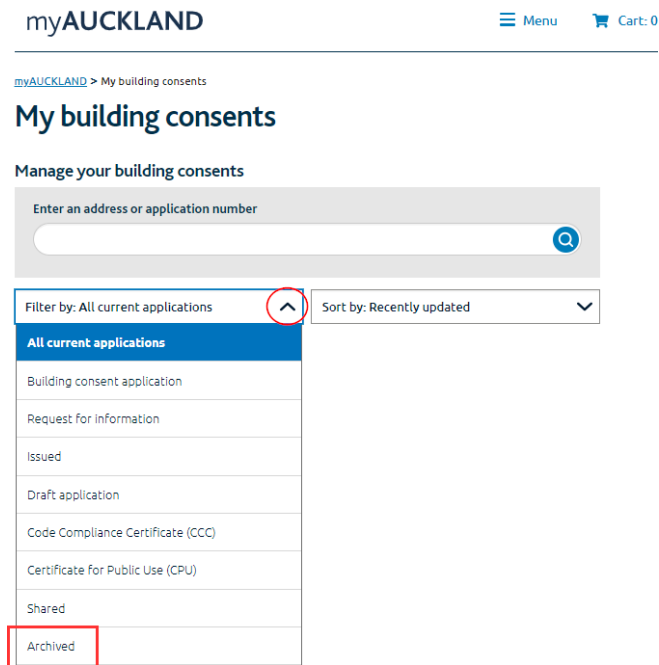 myAUCKLAND
Menu
Cart: 0
myAUCKLAND > My building consents
My building consents
Manage your building consents
Enter an address or application number
Filter by: All current applications
Sort by: Recently updated
All current applications
Building consent application
Request for information
Issued
Draft application
Code Compliance Certificate (CCC)
Certificate for Public Use (CPU)
Shared
Archived